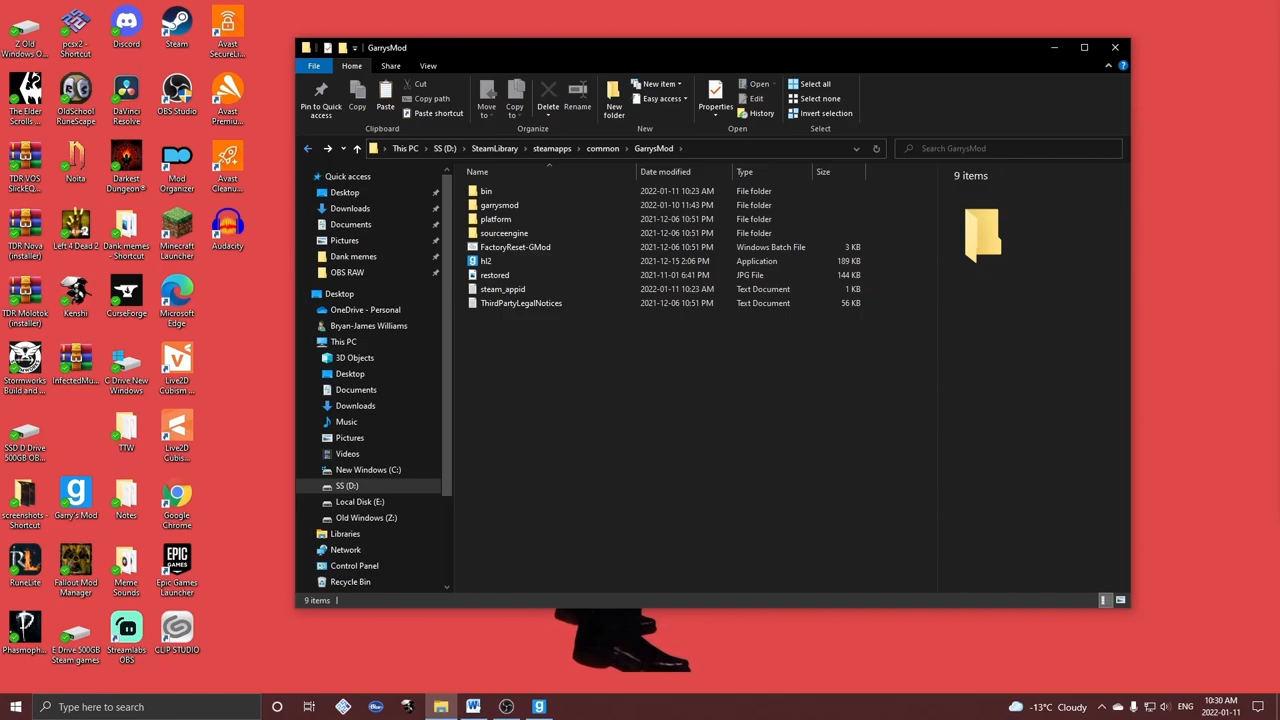 Z Old Windows O...
pcsx2 - Shortcut
Discord
Steam
Avast SecureLi...
The Elder Scrolls ...
OldSchool RuneScape
DaVinci Resolve
OBS Studio
Avast Premiu...
TDR VOS SlickEQ...
Noita
Darkest Dungeon®
Mod Organizer
Avast Cleanu...
TDR Nova (installer)
Left 4 Dead 2
Dank memes - Shortcut
Minecraft Launcher
Audacity
TDR Molotok (installer)
Kenshi
CurseForge
Microsoft Edge
Stormworks Build and ...
InfectedMu...
C Drive New Windows
Live2D Cubism ...
SSD D Drive 500GB OB...
TTW
Live2D Cubis...
screenshots - Shortcut
Garry's Mod
Notes
Google Chrome
RuneLite
Fallout Mod Manager
Meme Sounds
Epic Games Launcher
Phasmoph...
E Drive 500GB Steam games
Streamlabs OBS
CLIP STUDIO
GarrysMod
File Home Share View
Pin to Quick access
Copy
Paste
Cut
Copy path
Paste shortcut
Clipboard
Move to
Copy to
Delete
Rename
Organize
New folder
New item
Easy access
New
Properties
Open
Edit
History
Open
Select all
Select none
Invert selection
Select
This PC > SS (D:) > SteamLibrary > steamapps > common > GarrysMod >
Search GarrysMod
Quick access
Desktop
Downloads
Documents
Pictures
Dank memes
OBS RAW
Desktop
OneDrive - Personal
Bryan-James Williams
This PC
3D Objects
Desktop
Documents
Downloads
Music
Pictures
Videos
New Windows (C:)
SS (D:)
Local Disk (E:)
Old Windows (Z:)
Libraries
Network
Control Panel
Recycle Bin
Name Date modified Type Size
bin 2022-01-11 10:23 AM File folder
garrysmod 2022-01-10 11:43 PM File folder
platform 2021-12-06 10:51 PM File folder
sourceengine 2021-12-06 10:51 PM File folder
FactoryReset-GMod 2021-12-06 10:51 PM Windows Batch File 3 KB
hl2 2021-12-15 2:06 PM Application 189 KB
restored 2021-11-01 6:41 PM JPG File 144 KB
steam_appid 2022-01-11 10:23 AM Text Document 1 KB
ThirdPartyLegalNotices 2021-12-06 10:51 PM Text Document 56 KB
9 items
9 items
Type here to search
-13°C Cloudy
ENG
10:30 AM
2022-01-11